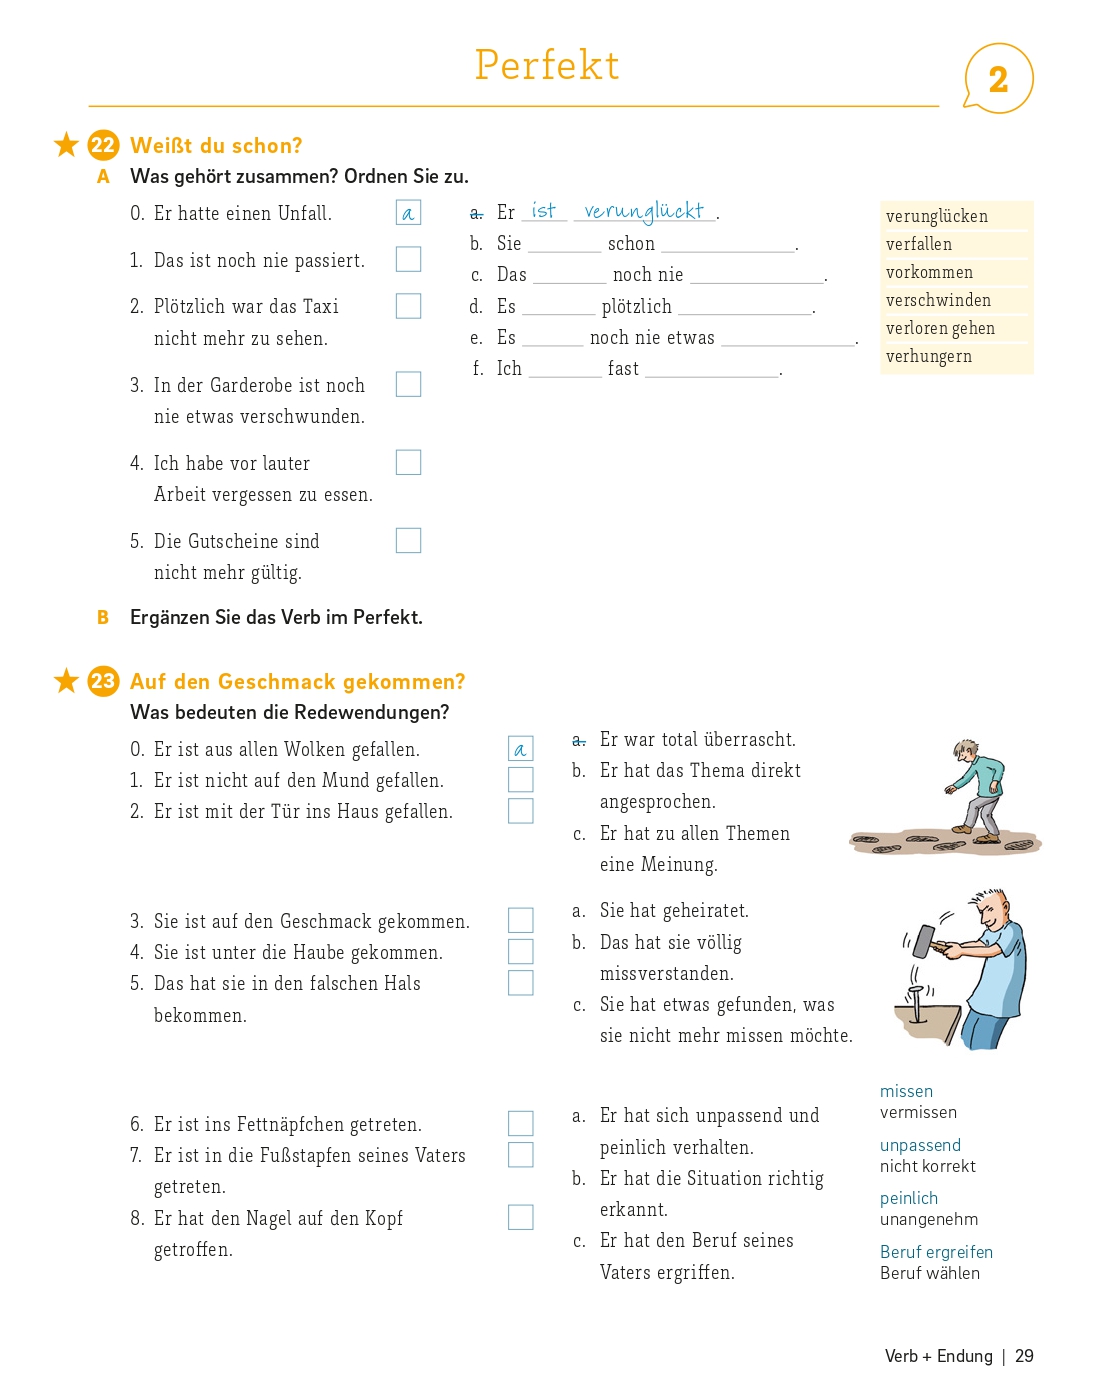 Perfekt
2
22 Weißt du schon?
A Was gehört zusammen? Ordnen Sie zu.
0. Er hatte einen Unfall. a
1. Das ist noch nie passiert.
2. Plötzlich war das Taxi
nicht mehr zu sehen.
3. In der Garderobe ist noch
nie etwas verschwunden.
4. Ich habe vor lauter
Arbeit vergessen zu essen.
5. Die Gutscheine sind
nicht mehr gültig.
a. Er ist verunglückt.
b. Sie ________ schon ______________.
c. Das ________ noch nie ______________.
d. Es ________ plötzlich ______________.
e. Es ________ noch nie etwas ______________.
f. Ich ________ fast ______________.
verunglücken
verfallen
vorkommen
verschwinden
verloren gehen
verhungern
B Ergänzen Sie das Verb im Perfekt.
23 Auf den Geschmack gekommen?
Was bedeuten die Redewendungen?
0. Er ist aus allen Wolken gefallen. a
1. Er ist nicht auf den Mund gefallen.
2. Er ist mit der Tür ins Haus gefallen.
a. Er war total überrascht.
b. Er hat das Thema direkt
angesprochen.
c. Er hat zu allen Themen
eine Meinung.
3. Sie ist auf den Geschmack gekommen.
4. Sie ist unter die Haube gekommen.
5. Das hat sie in den falschen Hals
bekommen.
a. Sie hat geheiratet.
b. Das hat sie völlig
missverstanden.
c. Sie hat etwas gefunden, was
sie nicht mehr missen möchte.
6. Er ist ins Fettnäpfchen getreten.
7. Er ist in die Fußstapfen seines Vaters
getreten.
8. Er hat den Nagel auf den Kopf
getroffen.
a. Er hat sich unpassend und
peinlich verhalten.
b. Er hat die Situation richtig
erkannt.
c. Er hat den Beruf seines
Vaters ergriffen.
missen
vermissen
unpassend
nicht korrekt
peinlich
unangenehm
Beruf ergreifen
Beruf wählen
Verb + Endung | 29